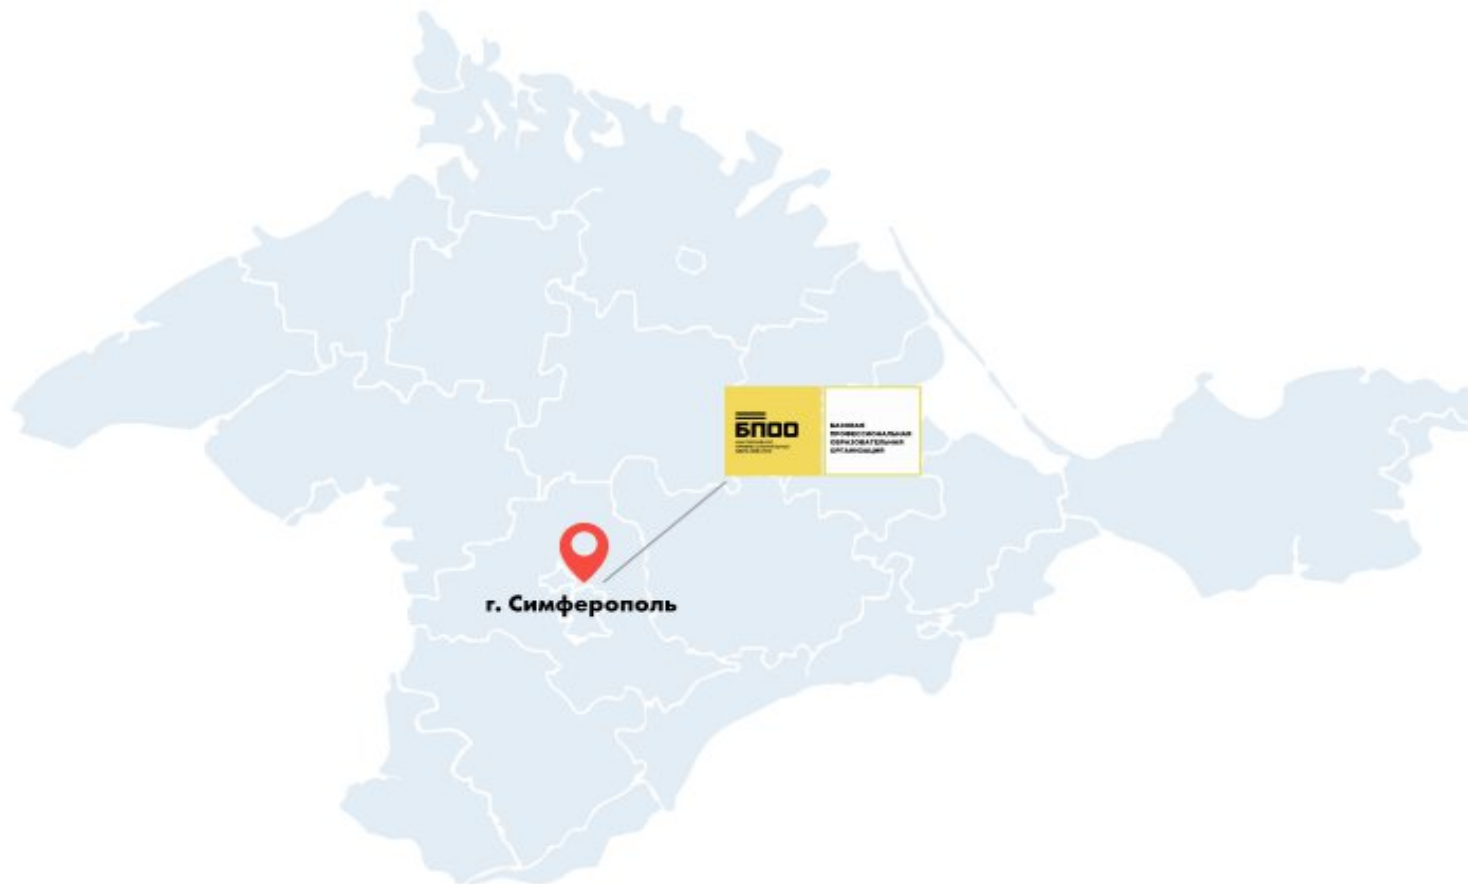 БПОО
БАЗОВАЯ
ПРОФЕССИОНАЛЬНАЯ
ОБРАЗОВАТЕЛЬНАЯ
ОРГАНИЗАЦИЯ
г. Симферополь